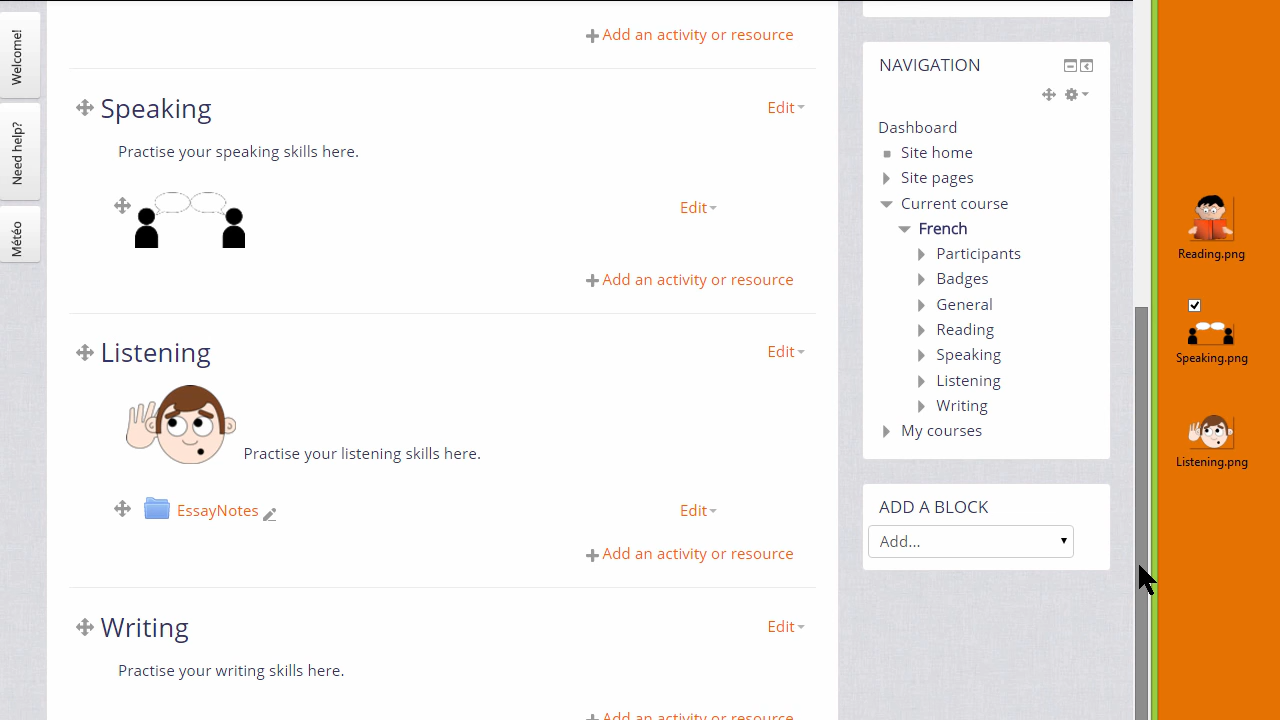 Welcome!
Need help?
Météo
Add an activity or resource
Speaking
Edit
Practise your speaking skills here.
Edit
Add an activity or resource
Listening
Edit
Practise your listening skills here.
EssayNotes
Edit
Add an activity or resource
Writing
Edit
Practise your writing skills here.
Add an activity or resource
NAVIGATION
Dashboard
Site home
Site pages
Current course
French
Participants
Badges
General
Reading
Speaking
Listening
Writing
My courses
ADD A BLOCK
Add...
Reading.png
Speaking.png
Listening.png